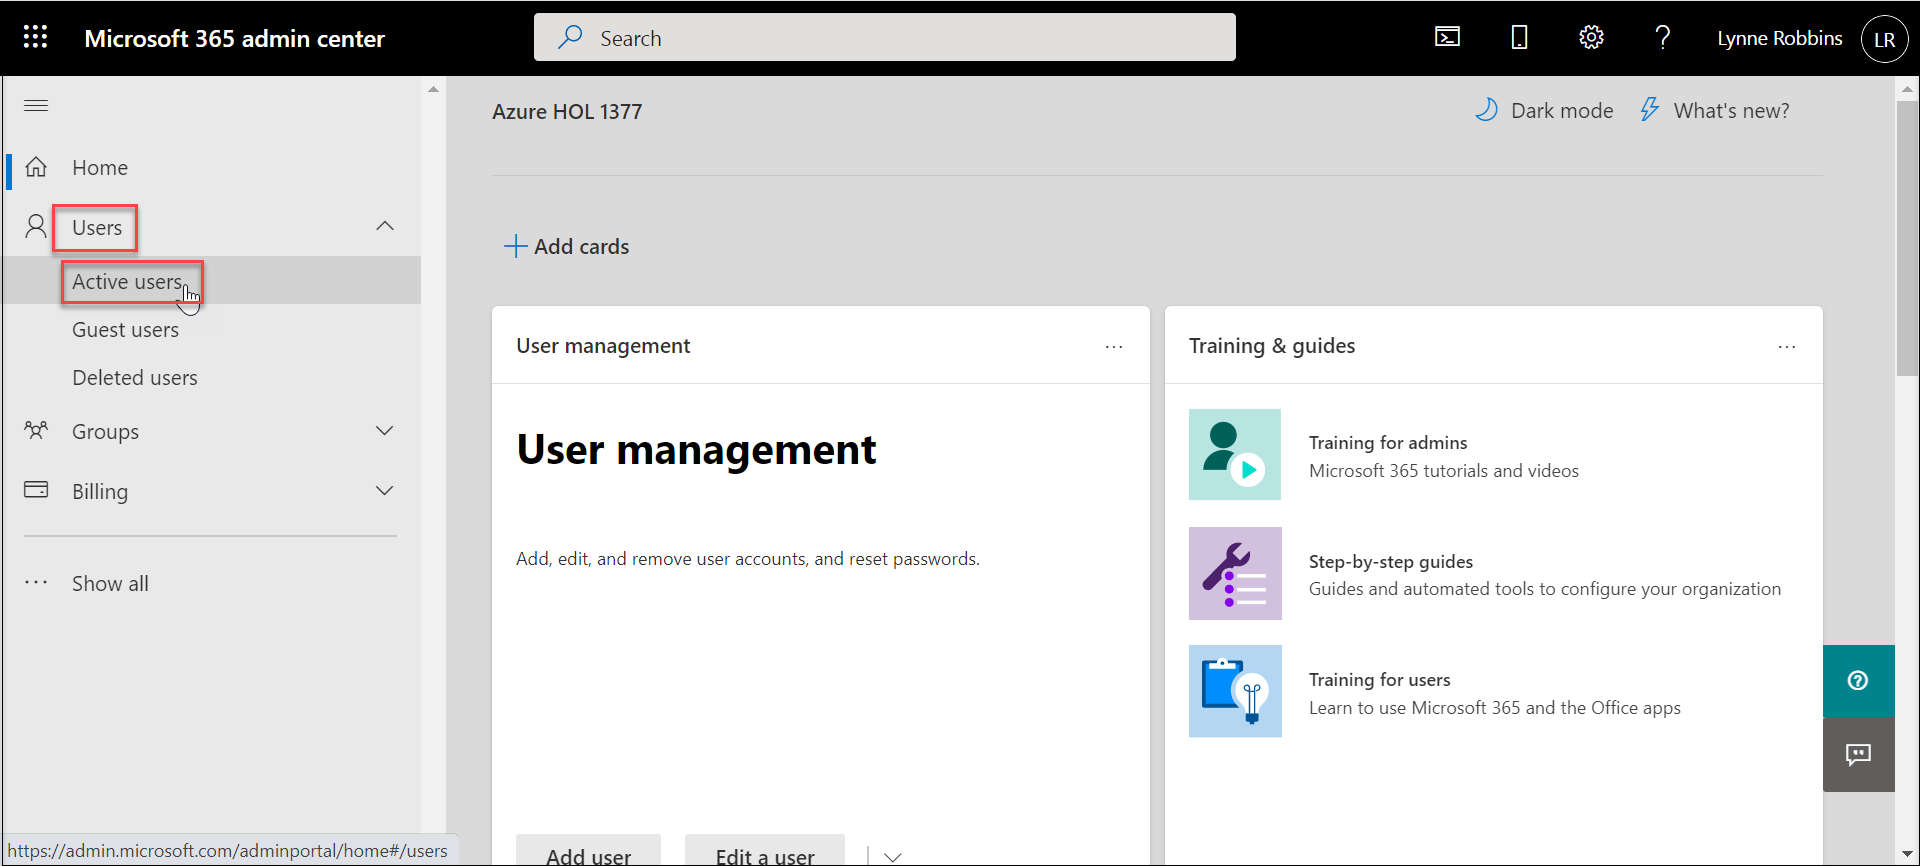 Microsoft 365 admin center
Search
Lynne Robbins
LR
Azure HOL 1377
Dark mode
What's new?
Home
Users
Active users
Guest users
Deleted users
Groups
Billing
Show all
Add cards
User management
User management
Add, edit, and remove user accounts, and reset passwords.
Add user
Edit a user
Training & guides
Training for admins
Microsoft 365 tutorials and videos
Step-by-step guides
Guides and automated tools to configure your organization
Training for users
Learn to use Microsoft 365 and the Office apps
https://admin.microsoft.com/adminportal/home#/users